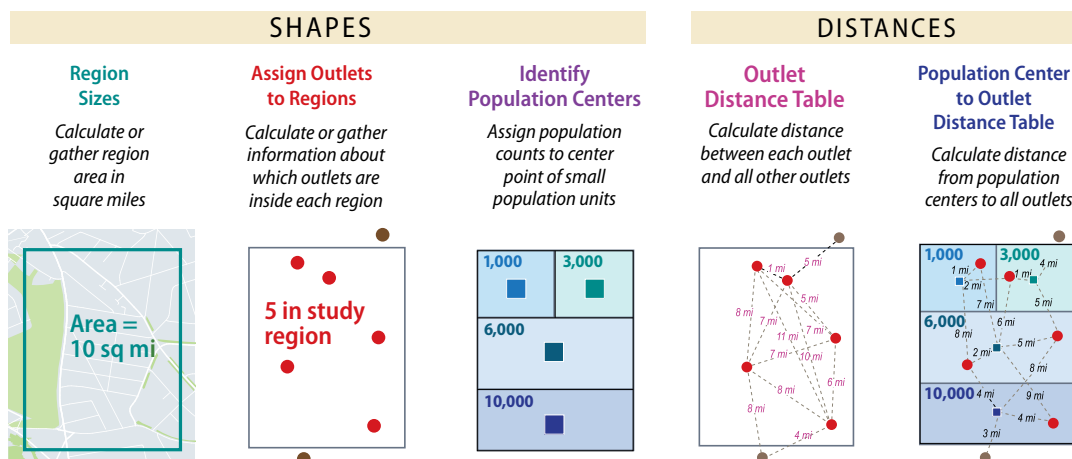 SHAPES
DISTANCES
Region
Sizes
Calculate or
gather region
area in
square miles
Area =
10 sq mi
Assign Outlets
to Regions
Calculate or gather
information about
which outlets are
inside each region
5 in study
region
Identify
Population Centers
Assign population
counts to center
point of small
population units
1,000
3,000
6,000
10,000
Outlet
Distance Table
Calculate distance
between each outlet
and all other outlets
5 mi
1 mi
5 mi
8 mi
7 mi
7 mi
11 mi
7 mi
10 mi
6 mi
8 mi
8 mi
4 mi
Population Center
to Outlet
Distance Table
Calculate distance
from population
centers to all outlets
1,000
3,000
4 mi
1 mi
1 mi
2 mi
7 mi
5 mi
6,000
6 mi
8 mi
5 mi
2 mi
8 mi
10,000
4 mi
9 mi
4 mi
3 mi